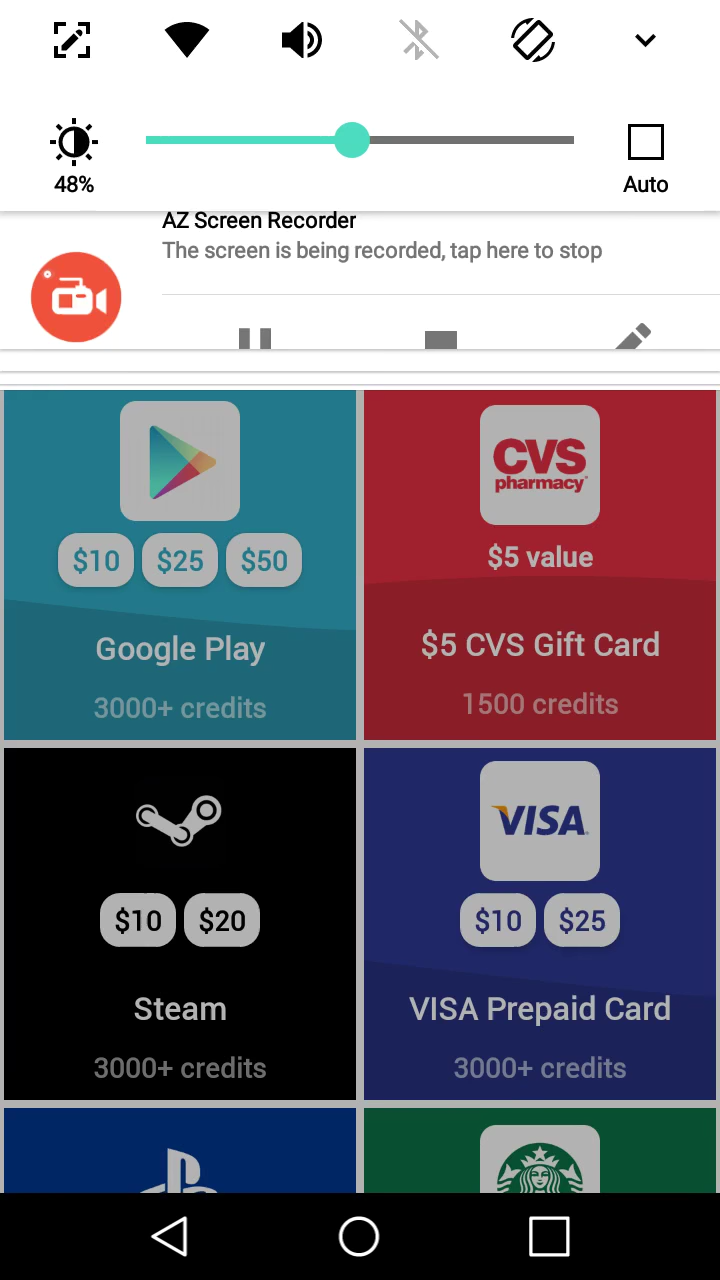 48%
Auto
AZ Screen Recorder
The screen is being recorded, tap here to stop
CVS
pharmacy
$10 $25 $50
$5 value
Google Play
$5 CVS Gift Card
3000+ credits
1500 credits
VISA
$10 $20
$10 $25
Steam
VISA Prepaid Card
3000+ credits
3000+ credits